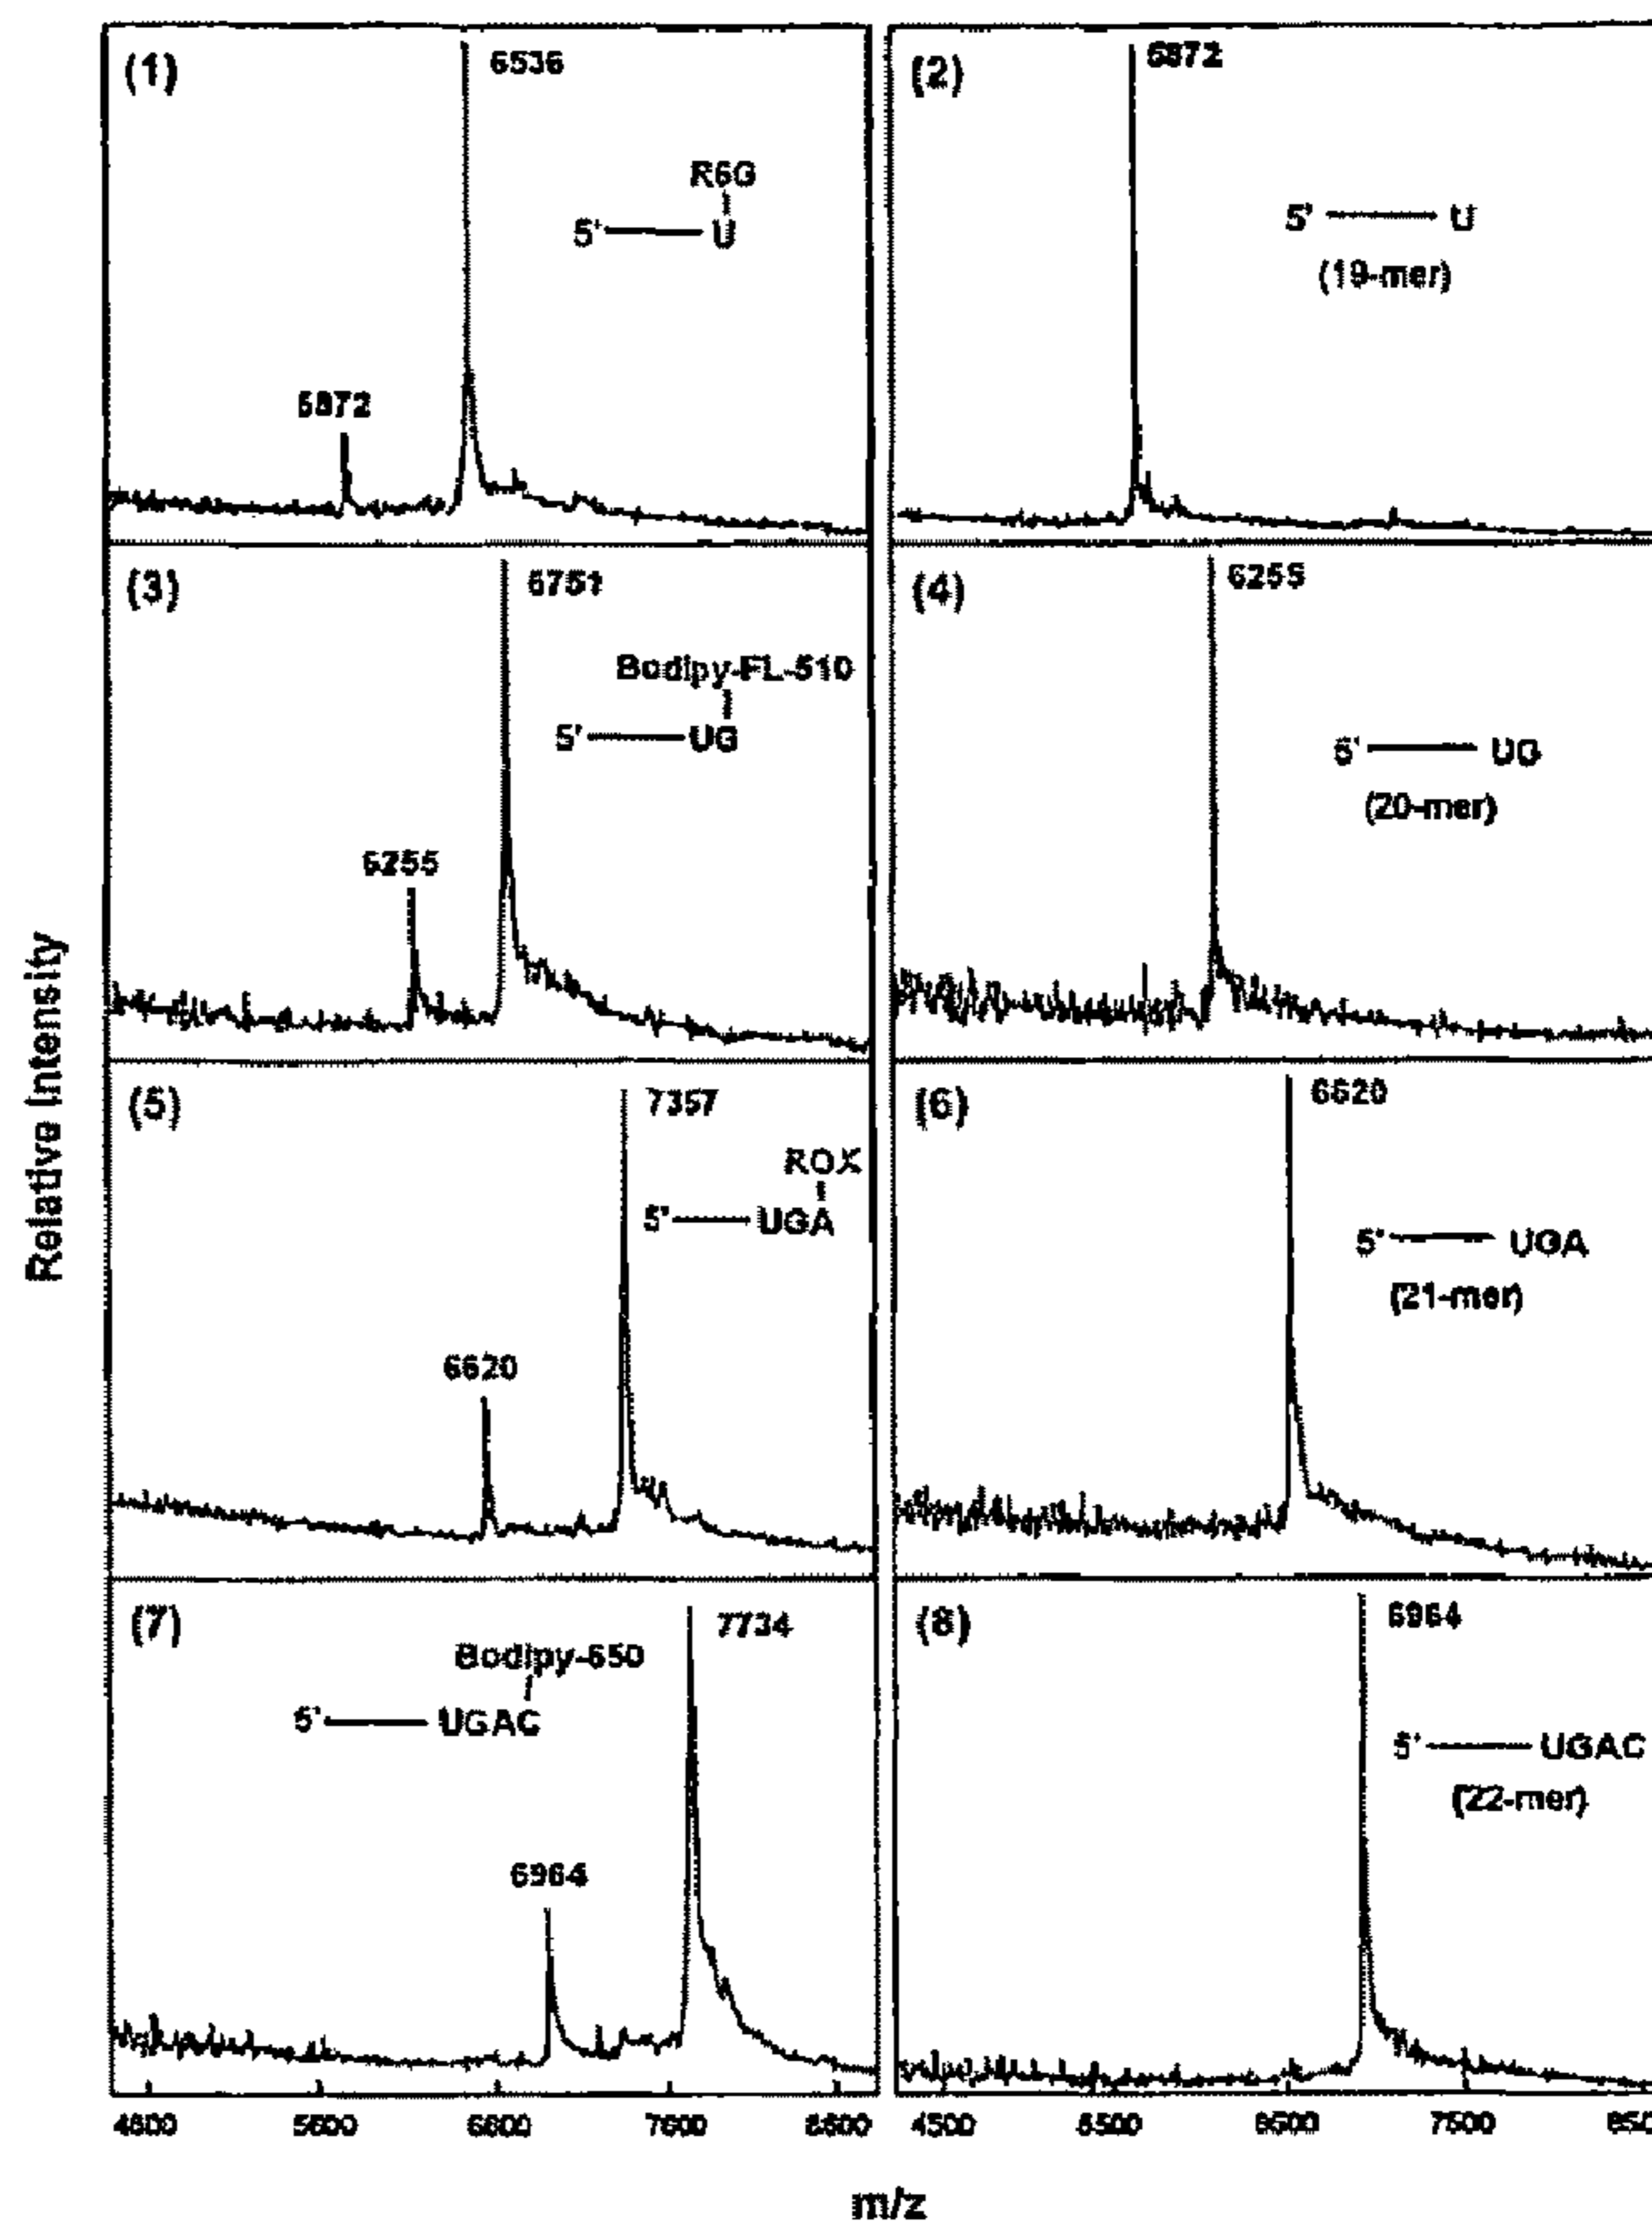 (1)
6536
R6G
5'—U
5872
(2)
5872
5'—U
(19-mer)
(3)
6751
Bodipy-FL-510
5'—UG
6255
(4)
6255
5'—UG
(20-mer)
(5)
7357
ROX
5'—UGA
6620
(6)
6620
5'—UGA
(21-mer)
(7)
7734
Bodipy-650
5'—UGAC
6964
(8)
6964
5'—UGAC
(22-mer)
Relative Intensity
4500 5500 6500 7500 8500
4500 5500 6500 7500
m/z